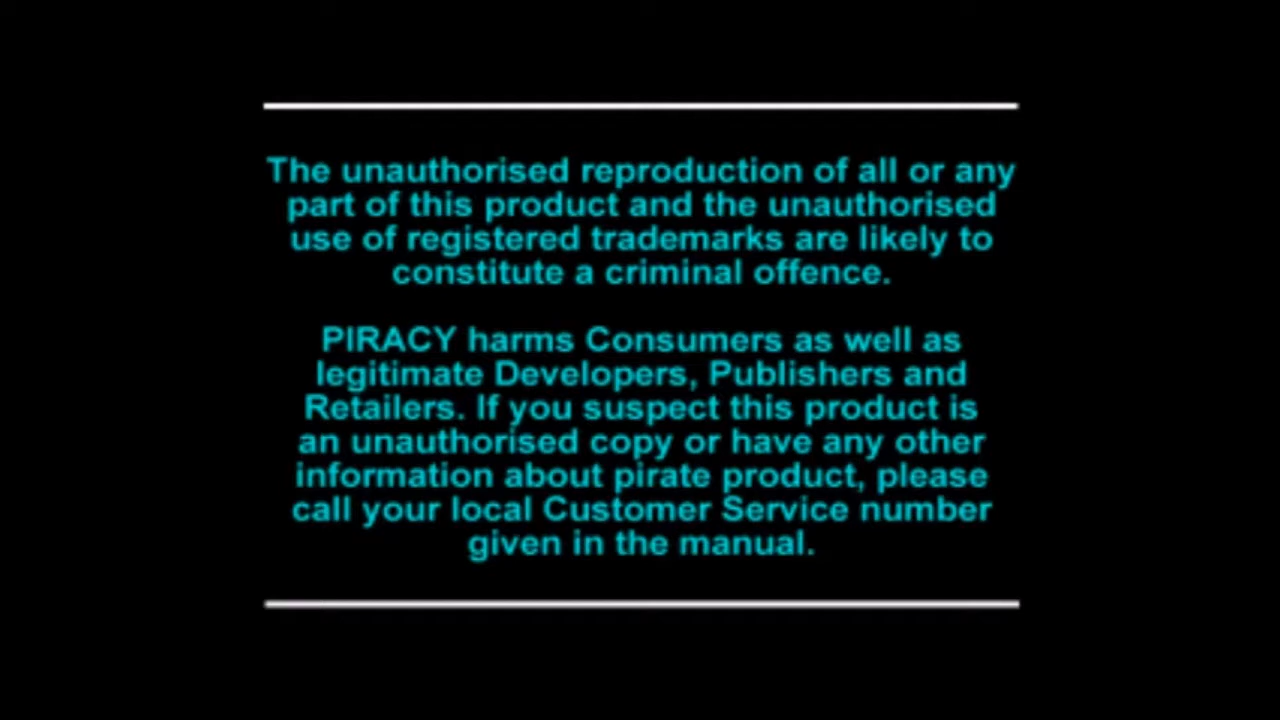 The unauthorised reproduction of all or any
part of this product and the unauthorised
use of registered trademarks are likely to
constitute a criminal offence.
PIRACY harms Consumers as well as
legitimate Developers, Publishers and
Retailers. If you suspect this product is
an unauthorised copy or have any other
information about pirate product, please
call your local Customer Service number
given in the manual.